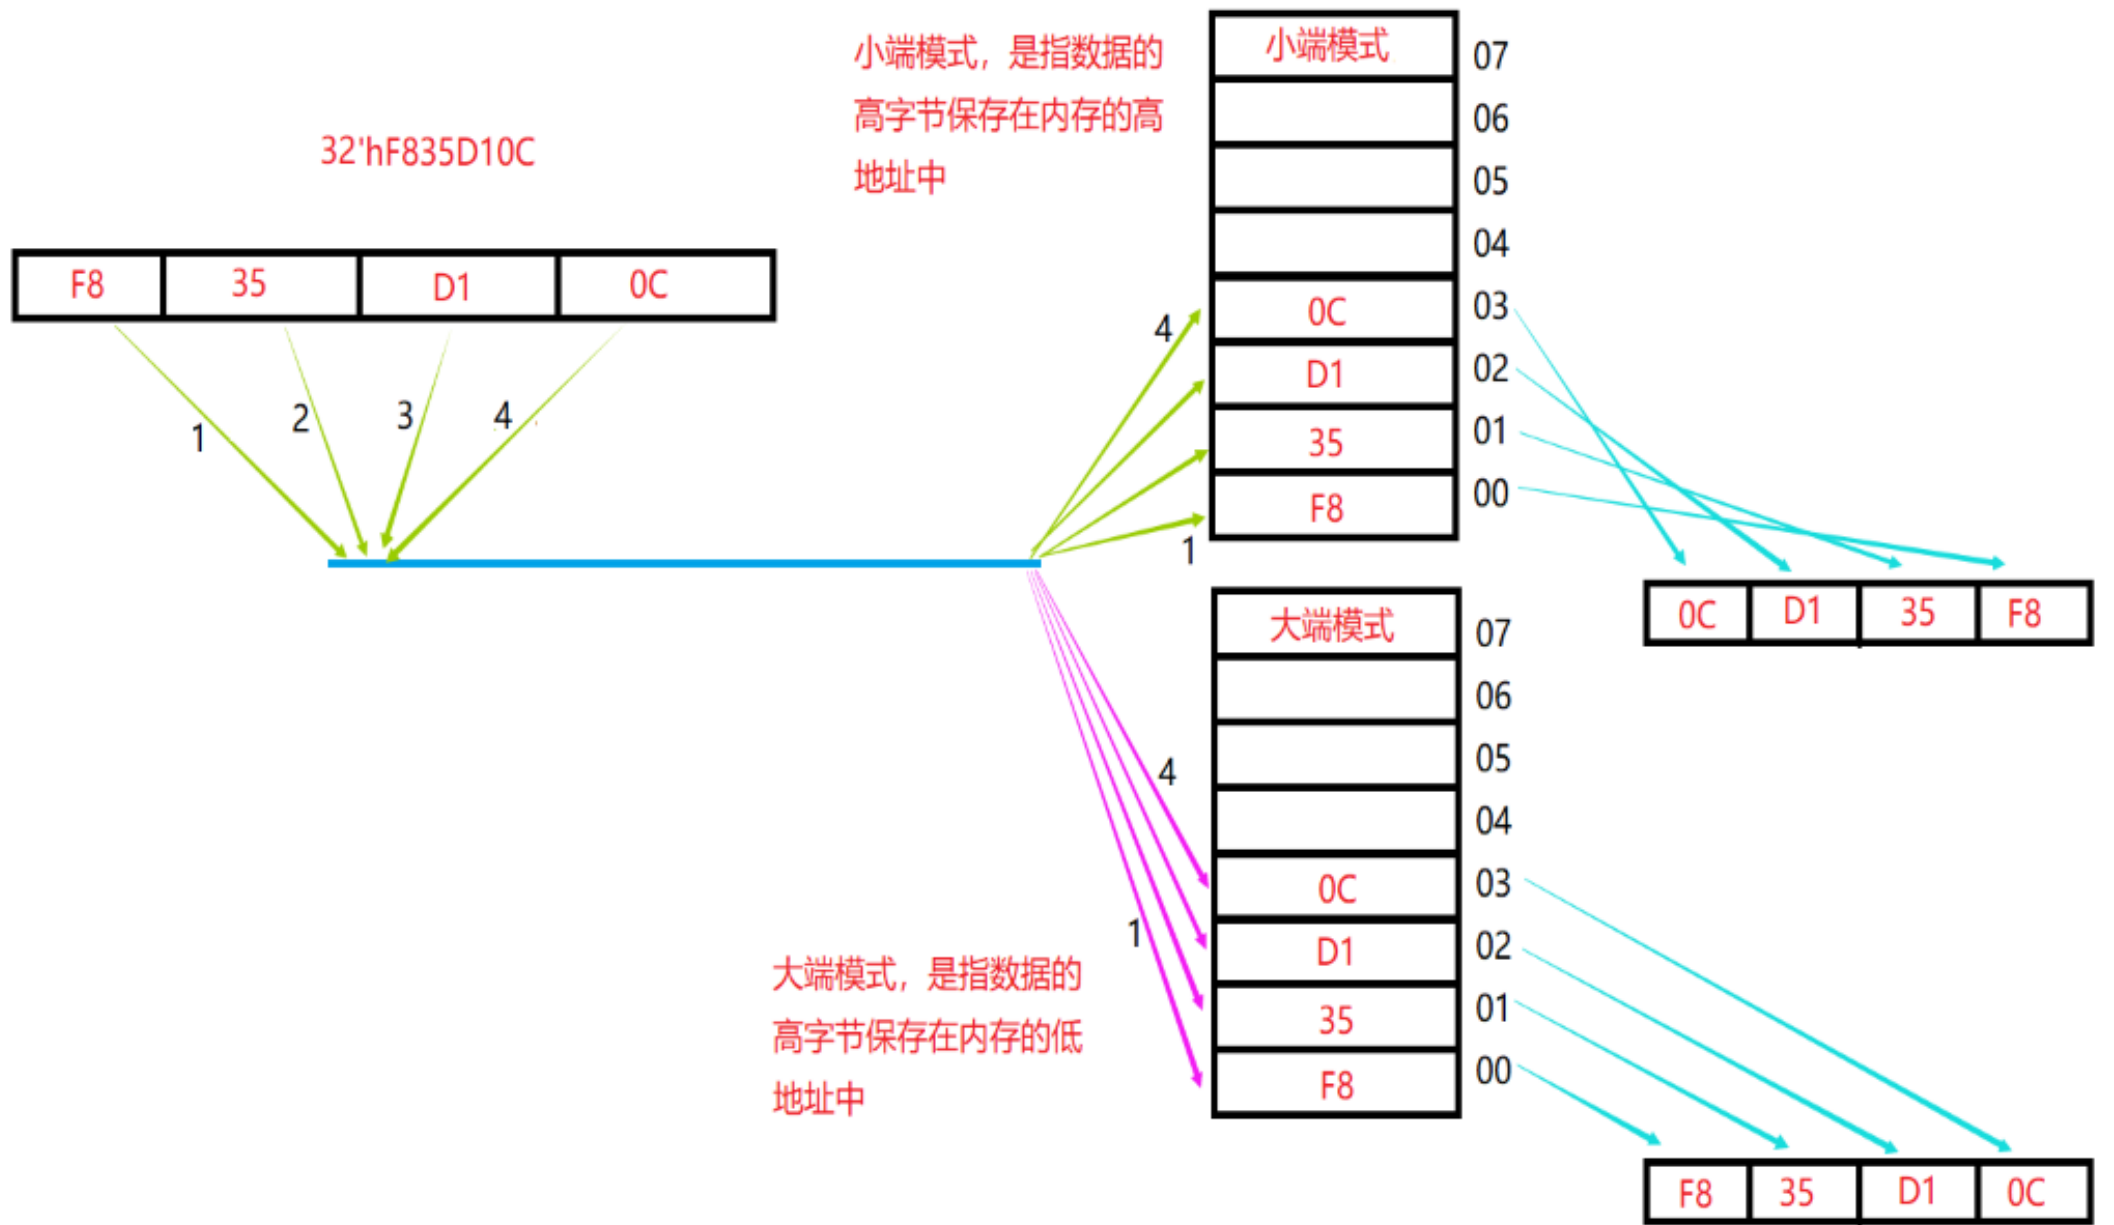 32'hF835D10C
F8 35 D1 0C
1 2 3 4
小端模式，是指数据的
高字节保存在内存的高
地址中
小端模式 07
06
05
04
4 0C 03
D1 02
35 01
F8 00
1
0C D1 35 F8
大端模式，是指数据的
高字节保存在内存的低
地址中
大端模式 07
06
05
04
4
0C 03
1 D1 02
35 01
F8 00
F8 35 D1 0C